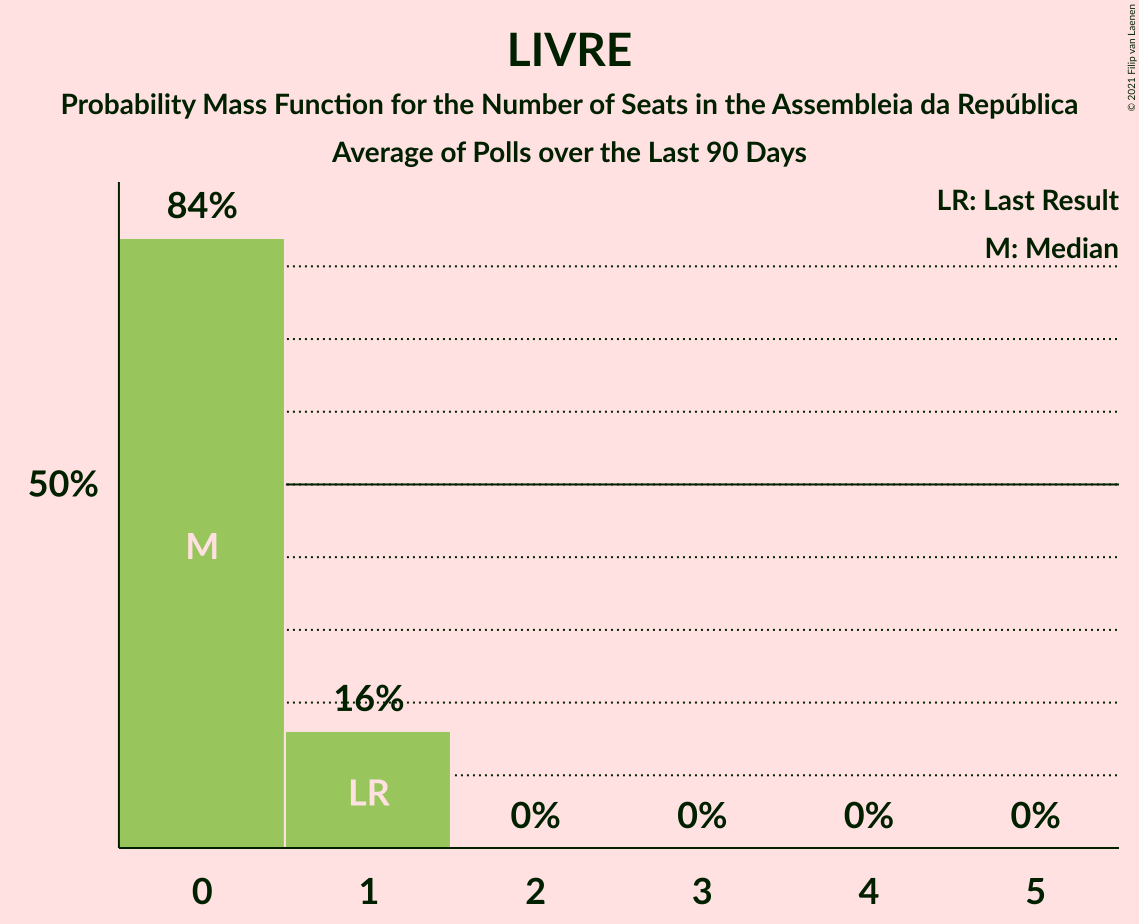 LIVRE
Probability Mass Function for the Number of Seats in the Assembleia da República
Average of Polls over the Last 90 Days
© 2021 Filip van Laenen
LR: Last Result
M: Median
84%
50%
M
16%
LR
0% 0% 0% 0%
0 1 2 3 4 5